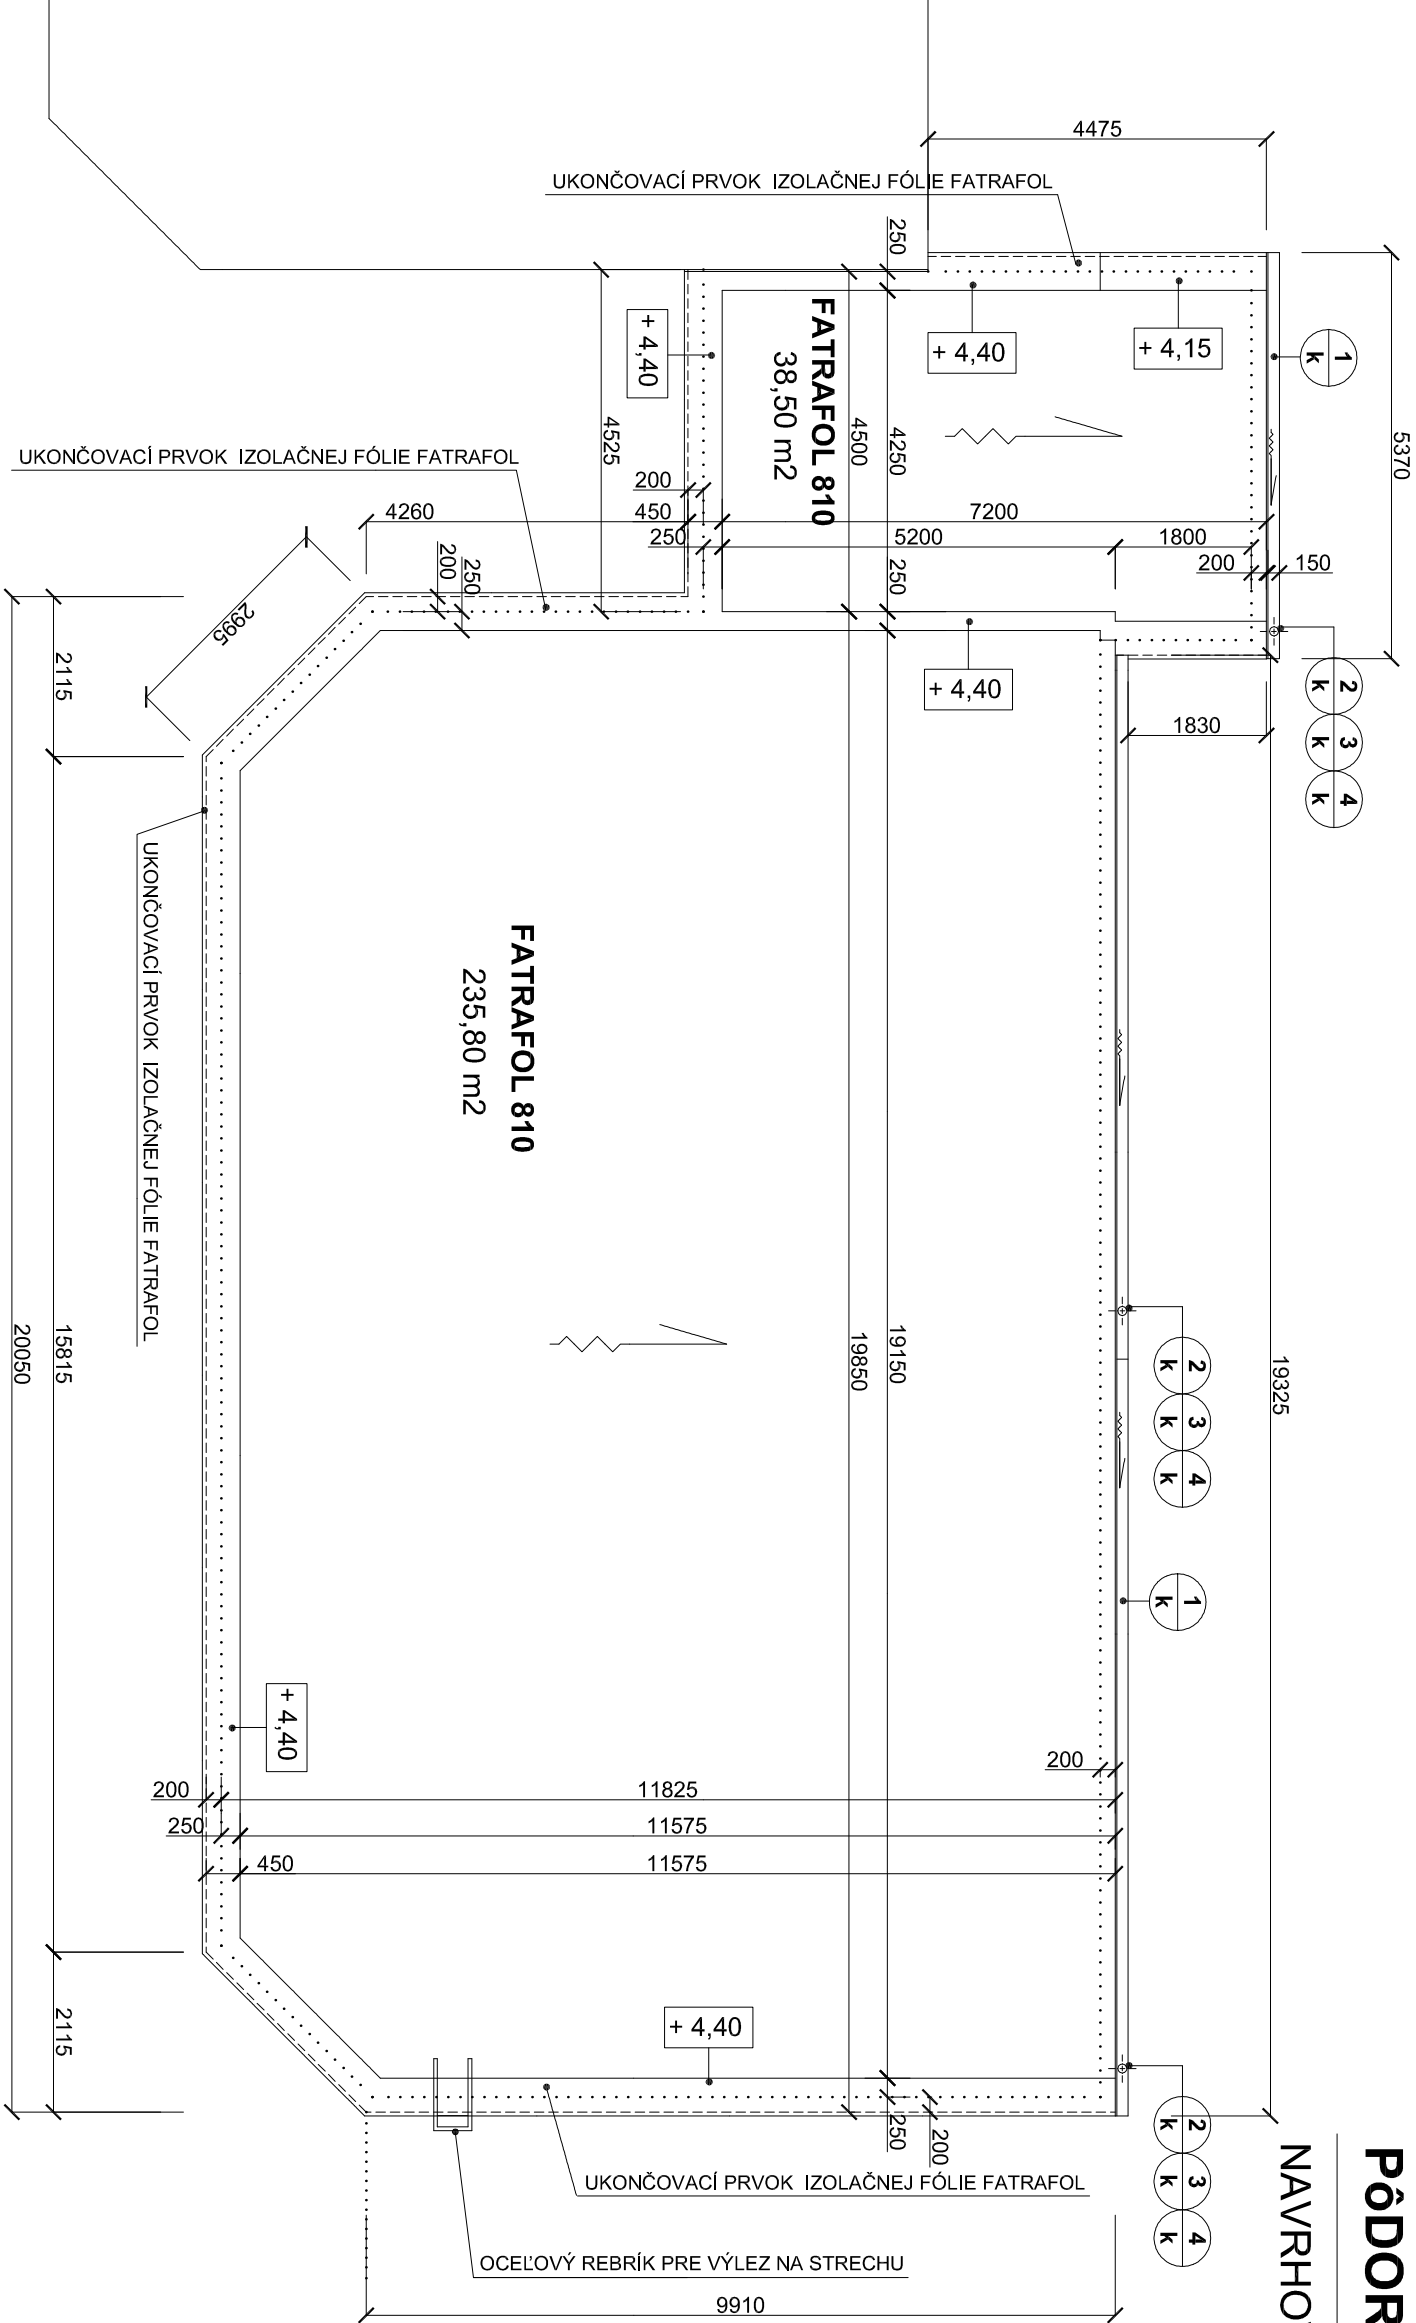 PôDOR
NAVRHO
4475
UKONČOVACÍ PRVOK IZOLAČNEJ FÓLIE FATRAFOL
250
5370
1
k
+ 4,15
+ 4,40
+ 4,40
FATRAFOL 810
38,50 m2
4500
4250
4525
UKONČOVACÍ PRVOK IZOLAČNEJ FÓLIE FATRAFOL
200
4260
450
7200
250
5200
1800
200
150
250
200
250
2995
2115
+ 4,40
2
k
3
k
4
k
1830
UKONČOVACÍ PRVOK IZOLAČNEJ FÓLIE FATRAFOL
FATRAFOL 810
235,80 m2
20050
15815
19850
19150
19325
2
k
3
k
4
k
1
k
+ 4,40
200
200
11825
250
11575
450
11575
2115
+ 4,40
250
200
2
k
3
k
4
k
UKONČOVACÍ PRVOK IZOLAČNEJ FÓLIE FATRAFOL
OCEĽOVÝ REBRÍK PRE VÝLEZ NA STRECHU
9910